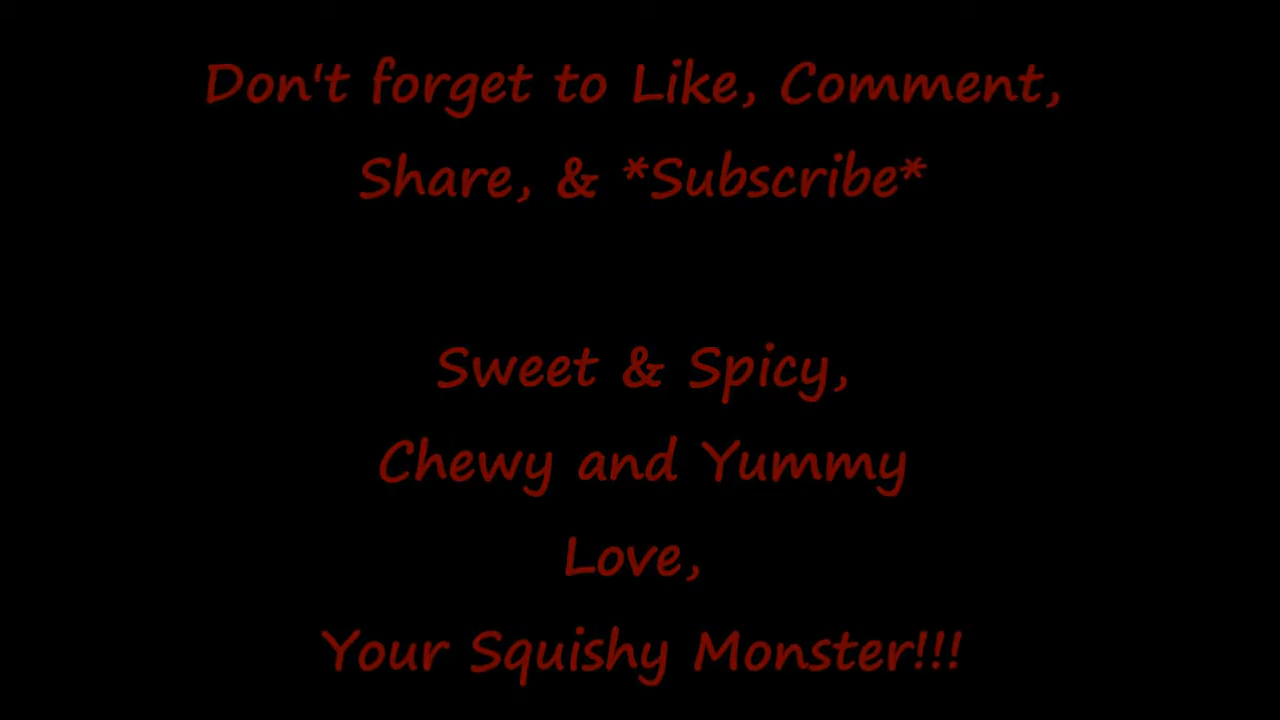 Don't forget to Like, Comment,
Share, & *Subscribe*
Sweet & Spicy,
Chewy and Yummy
Love,
Your Squishy Monster!!!